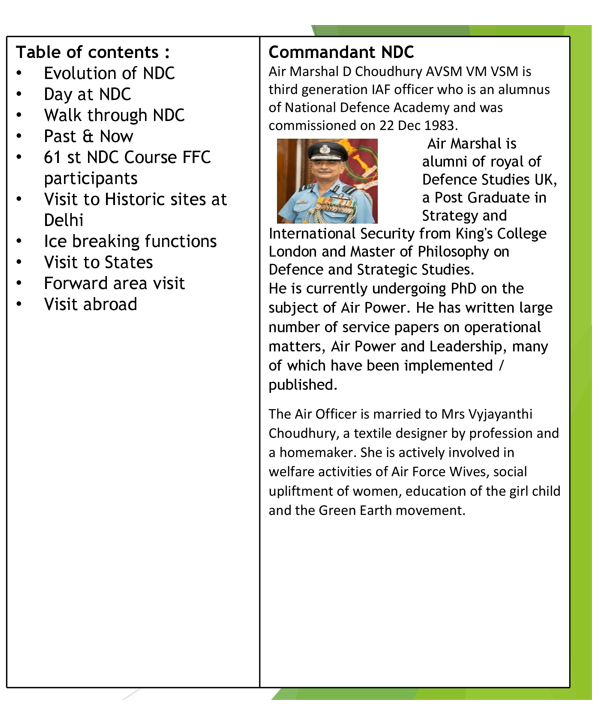 Table of contents :
• Evolution of NDC
• Day at NDC
• Walk through NDC
• Past & Now
• 61 st NDC Course FFC
participants
• Visit to Historic sites at
Delhi
• Ice breaking functions
• Visit to States
• Forward area visit
• Visit abroad
Commandant NDC
Air Marshal D Choudhury AVSM VM VSM is
third generation IAF officer who is an alumnus
of National Defence Academy and was
commissioned on 22 Dec 1983.
Air Marshal is
alumni of royal of
Defence Studies UK,
a Post Graduate in
Strategy and
International Security from King's College
London and Master of Philosophy on
Defence and Strategic Studies.
He is currently undergoing PhD on the
subject of Air Power. He has written large
number of service papers on operational
matters, Air Power and Leadership, many
of which have been implemented /
published.
The Air Officer is married to Mrs Vyjayanthi
Choudhury, a textile designer by profession and
a homemaker. She is actively involved in
welfare activities of Air Force Wives, social
upliftment of women, education of the girl child
and the Green Earth movement.